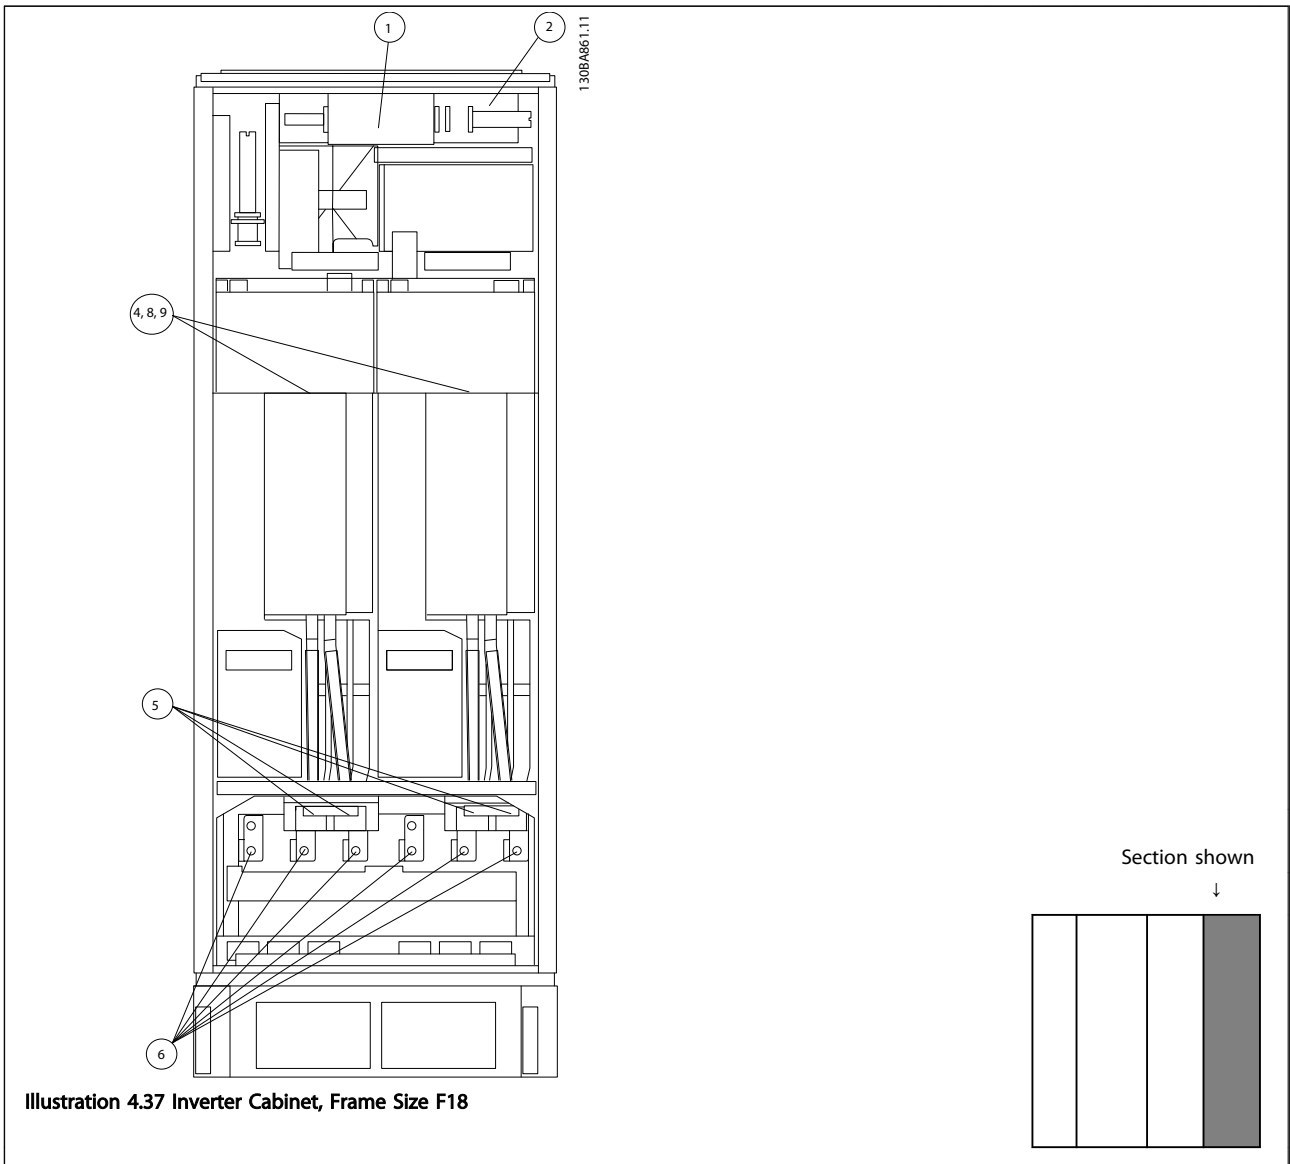 1
2
130BA861.11
4, 8, 9
5
6
Section shown
↓
Illustration 4.37 Inverter Cabinet, Frame Size F18